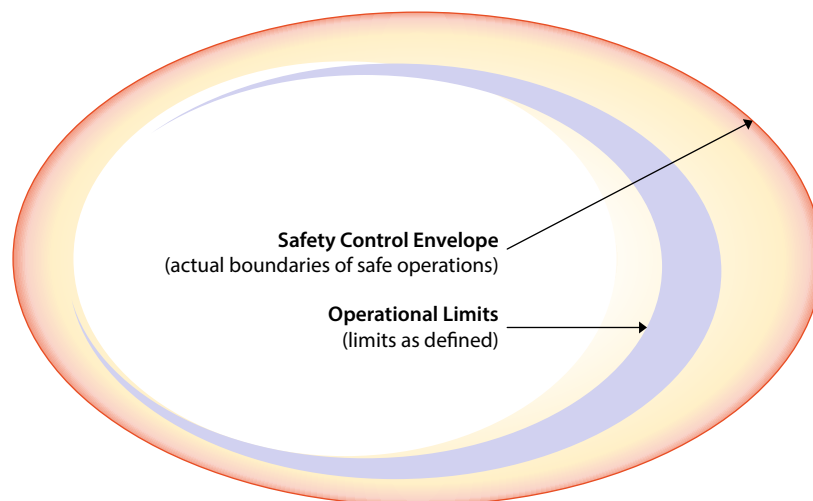 Safety Control Envelope
(actual boundaries of safe operations)
Operational Limits
(limits as defined)